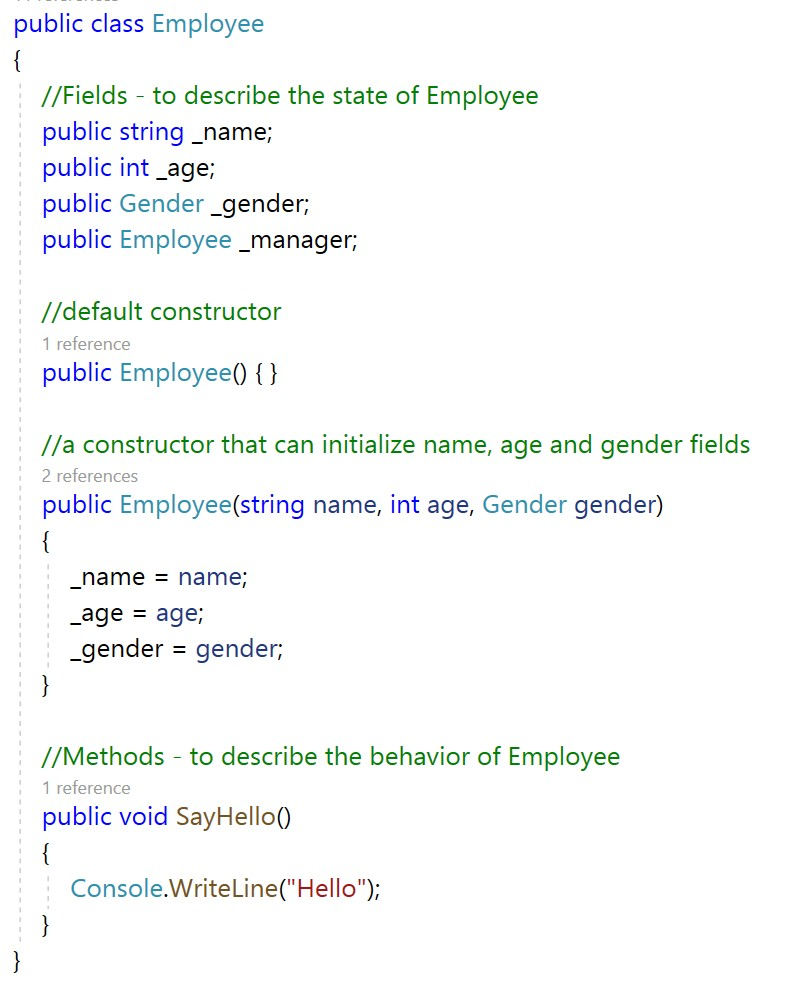 public class Employee
{
//Fields - to describe the state of Employee
public string _name;
public int _age;
public Gender _gender;
public Employee _manager;
//default constructor
1 reference
public Employee() { }
//a constructor that can initialize name, age and gender fields
2 references
public Employee(string name, int age, Gender gender)
{
_name = name;
_age = age;
_gender = gender;
}
//Methods - to describe the behavior of Employee
1 reference
public void SayHello()
{
Console.WriteLine("Hello");
}
}